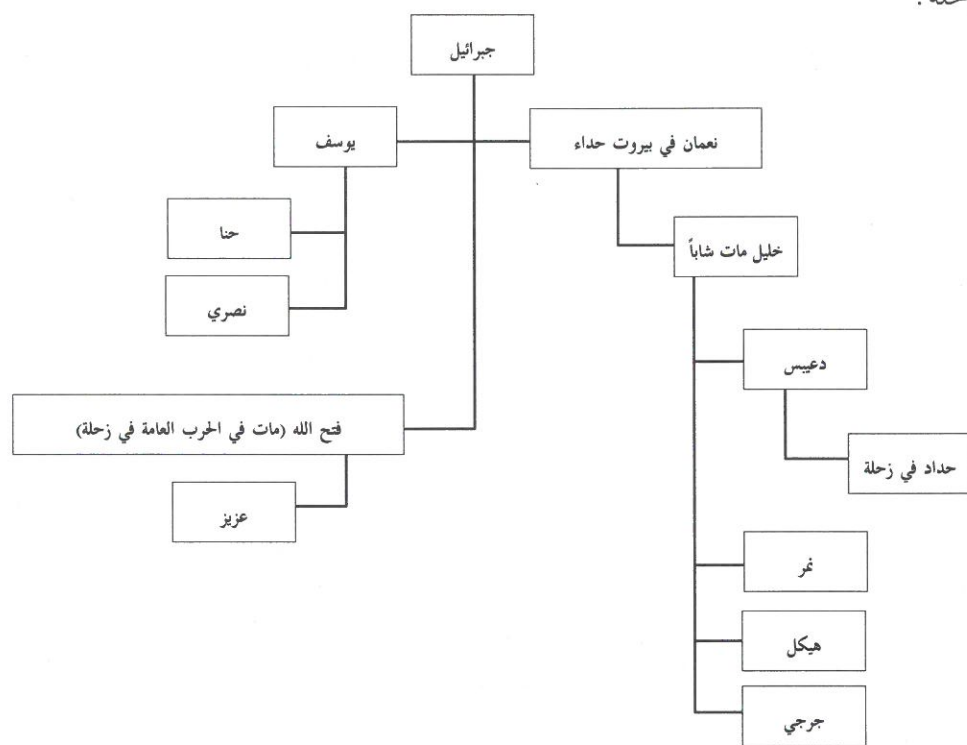 جبرائيل
نعمان في بيروت حداء
يوسف
حنا
خليل مات شاباً
نصري
دعيبس
فتح الله (مات في الحرب العامة في زحلة)
حداد في زحلة
عزيز
نمر
هيكل
جرجي